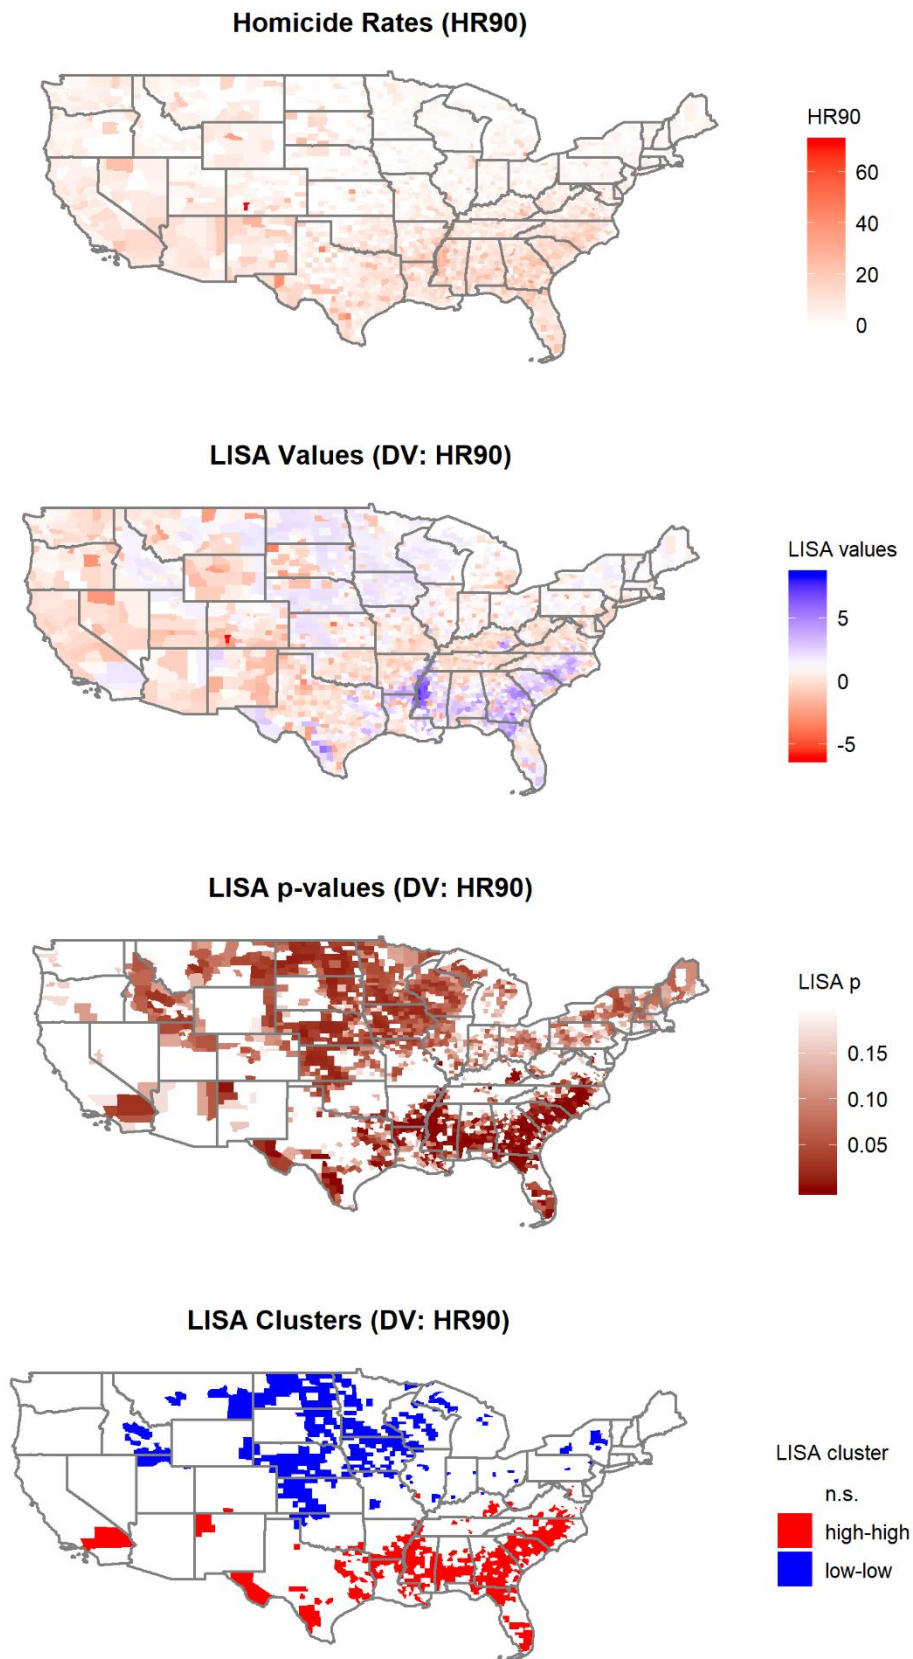 Homicide Rates (HR90)
HR90
60
40
20
0
LISA Values (DV: HR90)
LISA values
5
0
-5
LISA p-values (DV: HR90)
LISA p
0.15
0.10
0.05
LISA Clusters (DV: HR90)
LISA cluster
n.s.
high-high
low-low